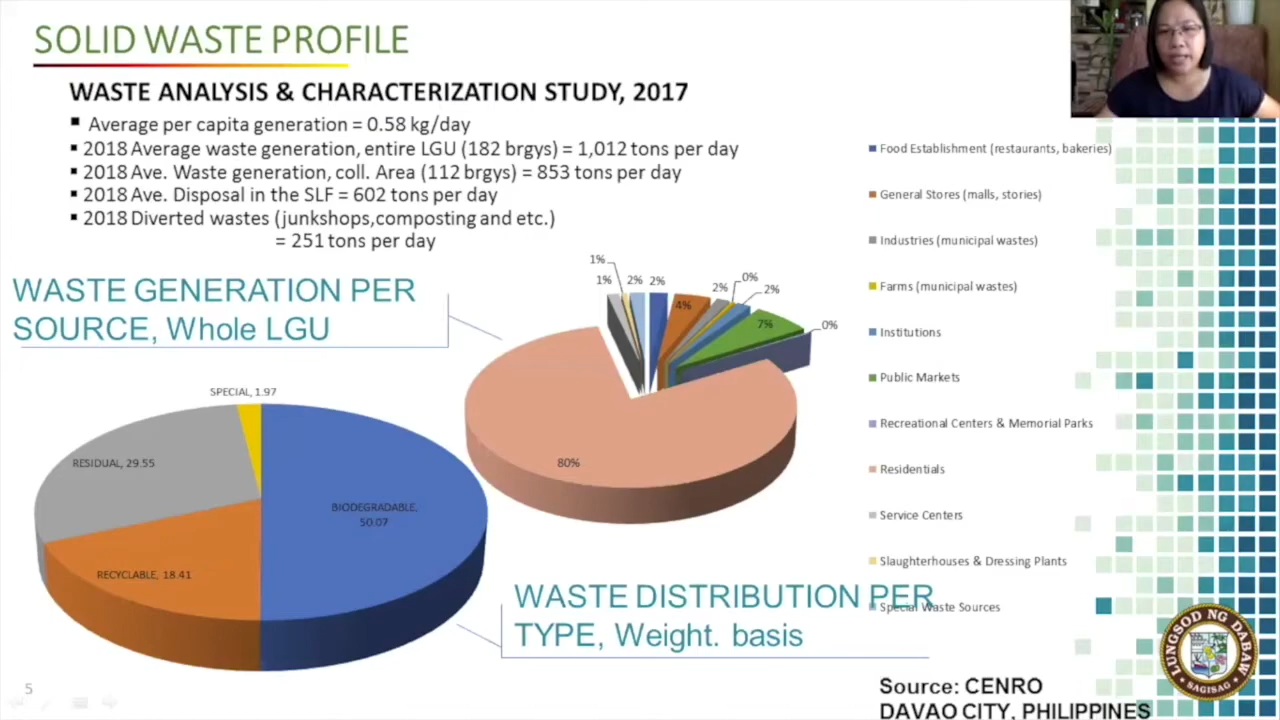 SOLID WASTE PROFILE
WASTE ANALYSIS & CHARACTERIZATION STUDY, 2017
▪ Average per capita generation = 0.58 kg/day
▪ 2018 Average waste generation, entire LGU (182 brgys) = 1,012 tons per day
▪ 2018 Ave. Waste generation, coll. Area (112 brgys) = 853 tons per day
▪ 2018 Ave. Disposal in the SLF = 602 tons per day
▪ 2018 Diverted wastes (junkshops,composting and etc.)
= 251 tons per day
WASTE GENERATION PER
SOURCE, Whole LGU
1%
1%
2%
2%
4%
2%
0%
2%
7%
0%
80%
Food Establishment (restaurants, bakeries)
General Stores (malls, stories)
Industries (municipal wastes)
Farms (municipal wastes)
Institutions
Public Markets
Recreational Centers & Memorial Parks
Residentials
Service Centers
Slaughterhouses & Dressing Plants
Special Waste Sources
SPECIAL, 1.97
RESIDUAL, 29.55
BIODEGRADABLE,
50.07
RECYCLABLE, 18.41
WASTE DISTRIBUTION PER
TYPE, Weight. basis
LUNGSOD NG DABAW
SAGISAG
5
Source: CENRO
DAVAO CITY, PHILIPPINES